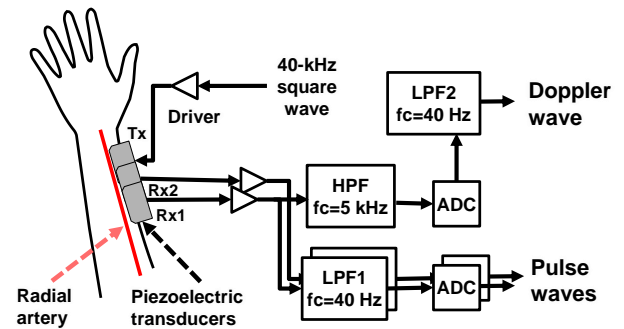 40-kHz
square
wave
Driver
Tx
Rx2
Rx1
LPF2
fc=40 Hz
Doppler
wave
HPF
fc=5 kHz
ADC
LPF1
fc=40 Hz
ADC
Pulse
waves
Radial
artery
Piezoelectric
transducers